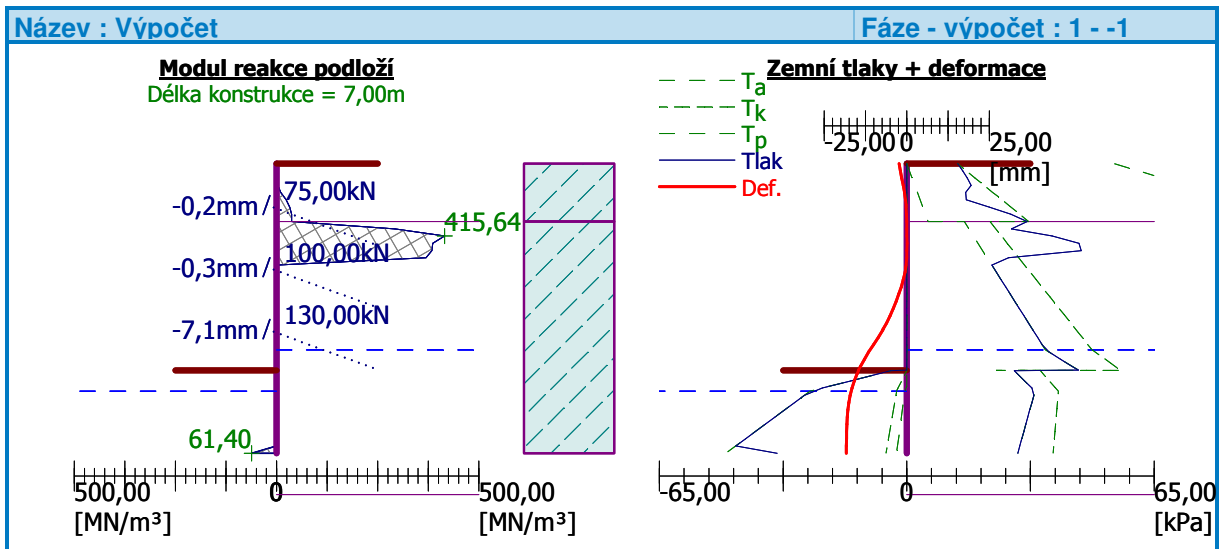 Název : Výpočet
Fáze - výpočet : 1 - -1
Modul reakce podloží
Délka konstrukce = 7,00m
Zemní tlaky + deformace
Ta
Tk
Tp
Tlak
Def.
-25,00 0 25,00
[mm]
75,00kN
-0,2mm /
415,64
100,00kN
-0,3mm /
130,00kN
-7,1mm /
61,40
500,00 0 500,00
[MN/m³] [MN/m³]
-65,00 0 65,00
[kPa]